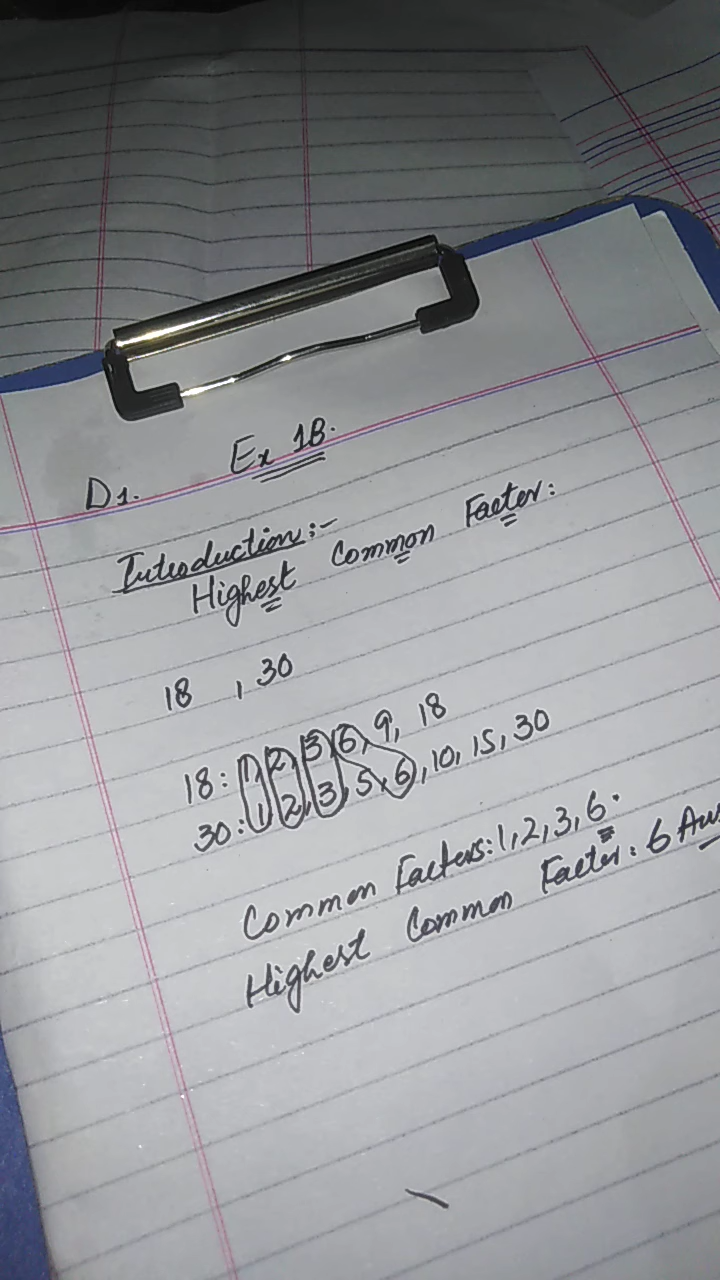 Ex 1B.
D1.
Introduction:-
Highest Common Factor:
18 , 30
18: 1, 2, 3, 6, 9, 18
30: 1, 2, 3, 5, 6, 10, 15, 30
Common Factors: 1, 2, 3, 6.
Highest Common Factor: 6 Ans